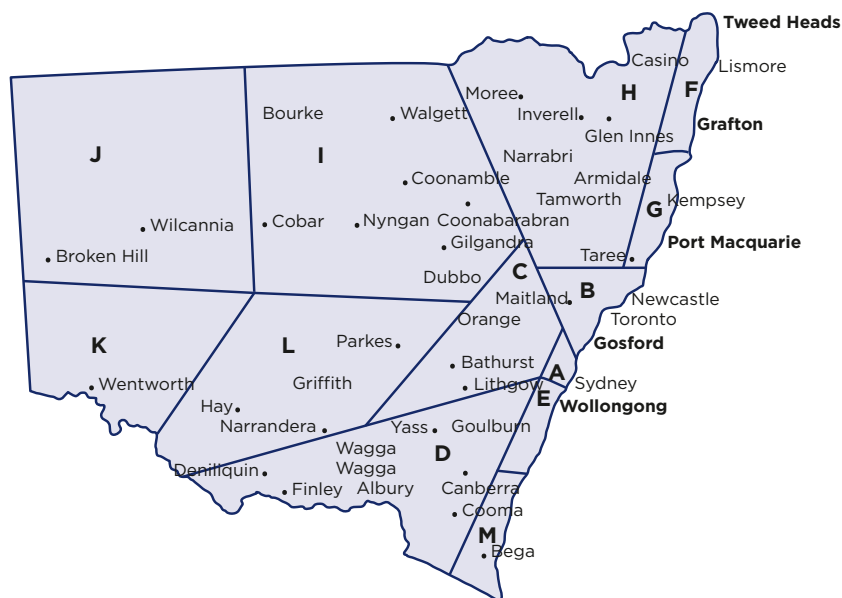 Tweed Heads
Casino
Lismore
H
F
Moree
Bourke
Walgett
Inverell
Grafton
Glen Innes
J
I
Narrabri
Coonamble
Armidale
Tamworth
G
Kempsey
Wilcannia
Cobar
Nyngan
Coonabarabran
Gilgandra
Port Macquarie
Broken Hill
Taree
Dubbo
C
Maitland
B
Newcastle
Orange
Toronto
K
L
Parkes
Gosford
Bathurst
A
Wentworth
Griffith
Lithgow
Sydney
E
Wollongong
Hay
Narrandera
Yass
Goulburn
Wagga
Wagga
D
Deniliquin
Finley
Albury
Canberra
Cooma
M
Bega